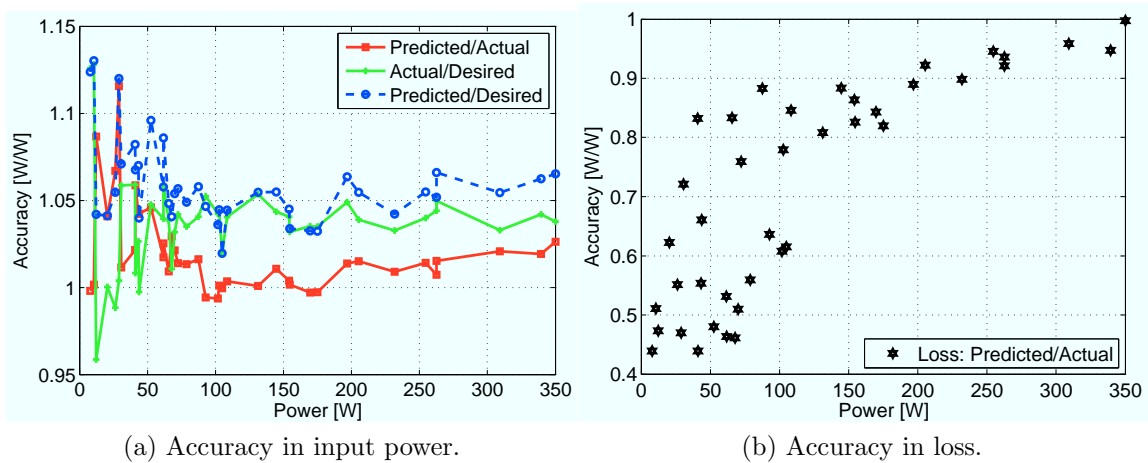 1.15
1.1
1.05
1
0.95
Accuracy [W/W]
Predicted/Actual
Actual/Desired
Predicted/Desired
0 50 100 150 200 250 300 350
Power [W]
(a) Accuracy in input power.
1
0.9
0.8
0.7
0.6
0.5
0.4
Accuracy [W/W]
Loss: Predicted/Actual
0 50 100 150 200 250 300 350
Power [W]
(b) Accuracy in loss.